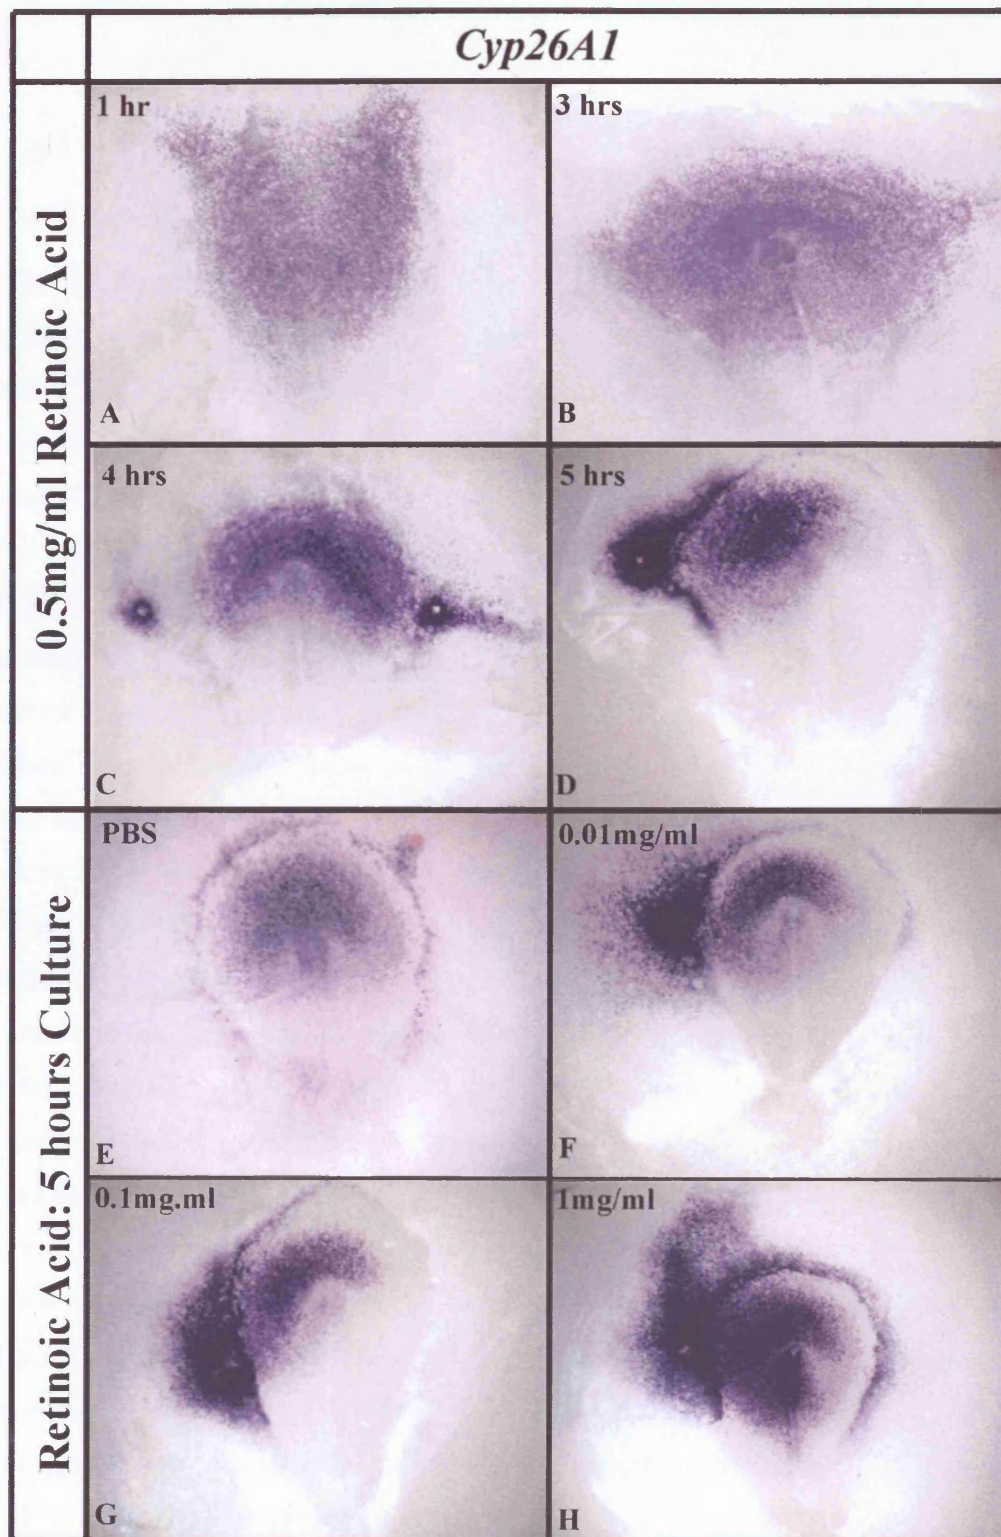 Cyp26A1
0.5mg/ml Retinoic Acid
1 hr
A
3 hrs
B
4 hrs
C
5 hrs
D
Retinoic Acid: 5 hours Culture
PBS
E
0.01mg/ml
F
0.1mg.ml
G
1mg/ml
H